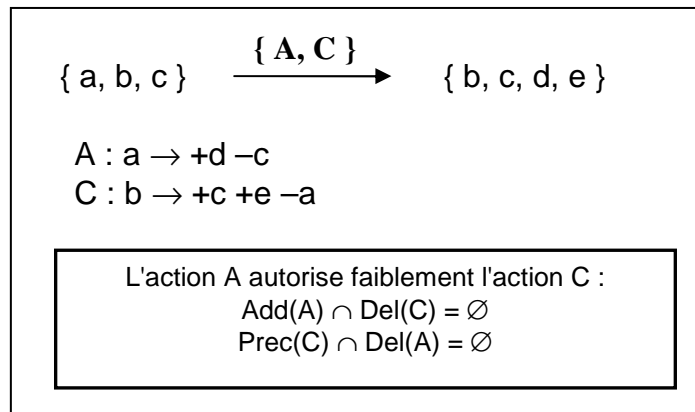 { A, C }
{ a, b, c } { b, c, d, e }
A : a → +d –c
C : b → +c +e –a
L'action A autorise faiblement l'action C :
Add(A) ∩ Del(C) = ∅
Prec(C) ∩ Del(A) = ∅